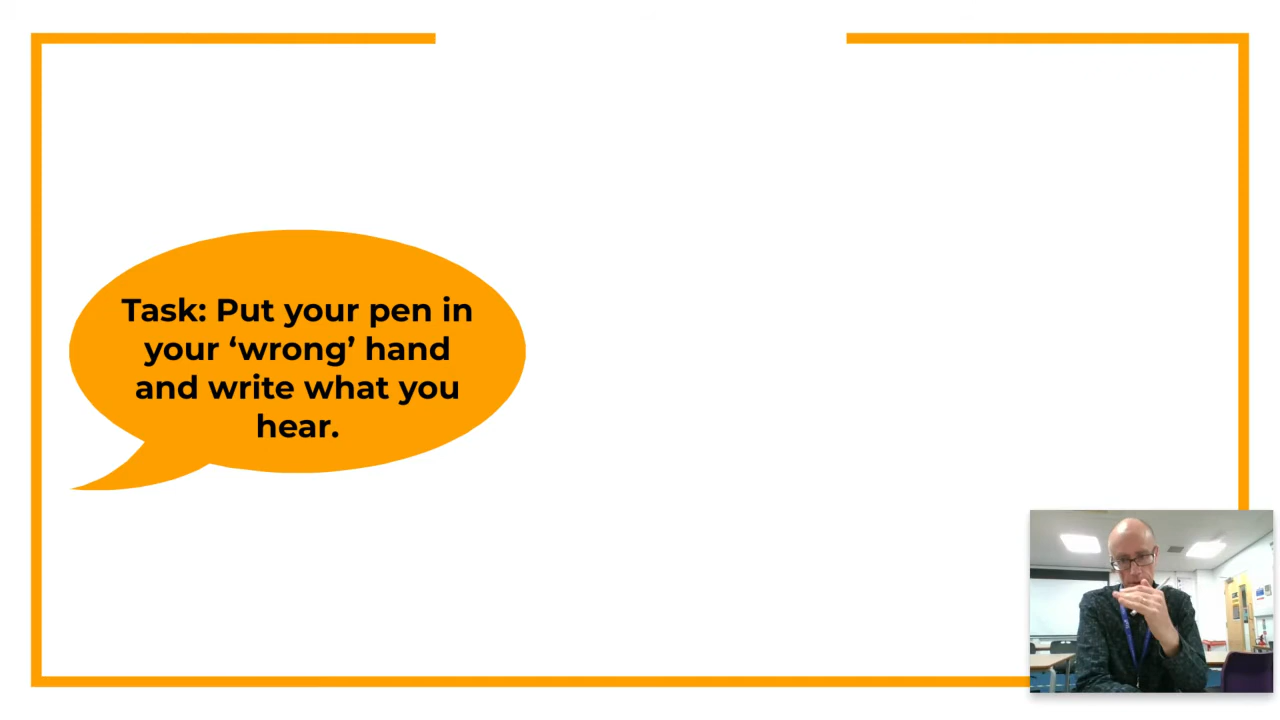 Task: Put your pen in
your ‘wrong’ hand
and write what you
hear.